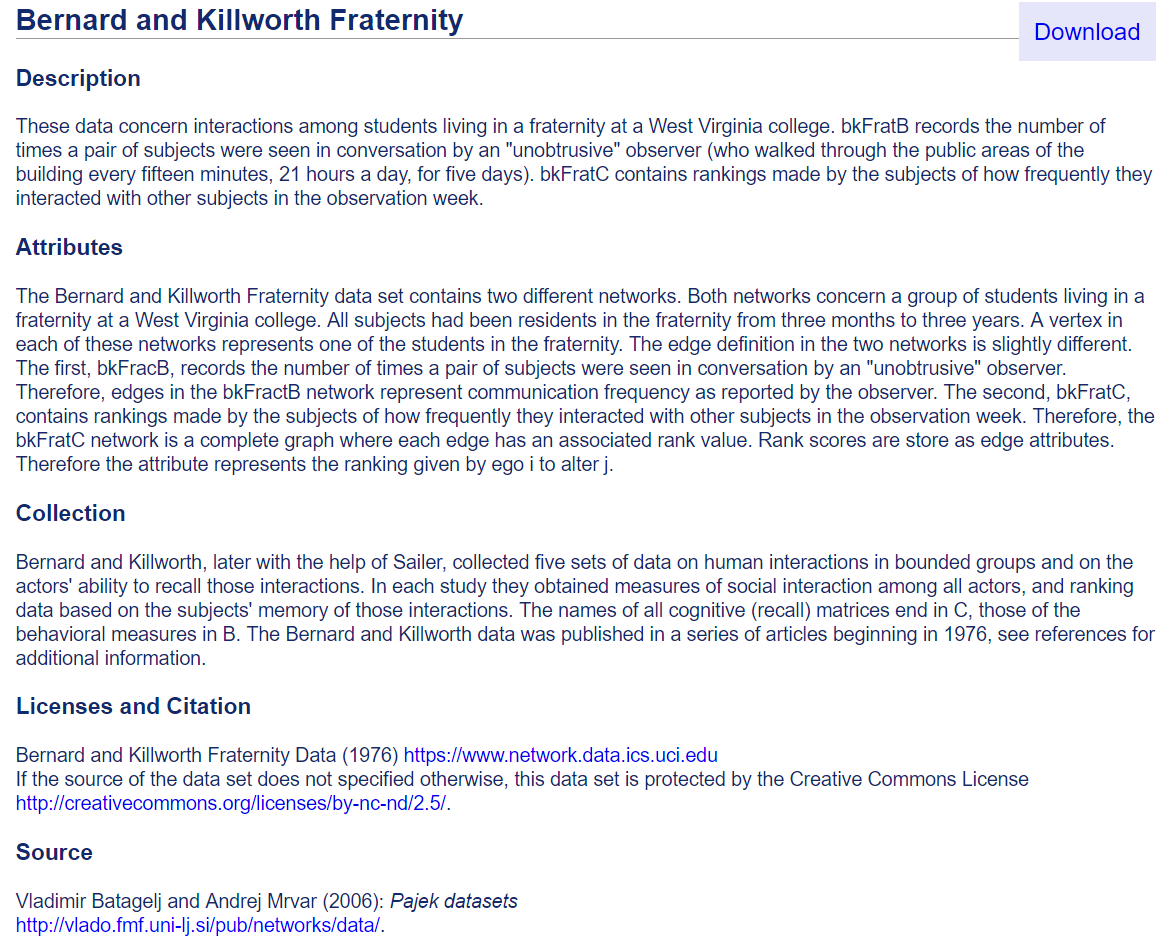 Bernard and Killworth Fraternity
Download
Description
These data concern interactions among students living in a fraternity at a West Virginia college. bkFratB records the number of
times a pair of subjects were seen in conversation by an "unobtrusive" observer (who walked through the public areas of the
building every fifteen minutes, 21 hours a day, for five days). bkFratC contains rankings made by the subjects of how frequently they
interacted with other subjects in the observation week.
Attributes
The Bernard and Killworth Fraternity data set contains two different networks. Both networks concern a group of students living in a
fraternity at a West Virginia college. All subjects had been residents in the fraternity from three months to three years. A vertex in
each of these networks represents one of the students in the fraternity. The edge definition in the two networks is slightly different.
The first, bkFracB, records the number of times a pair of subjects were seen in conversation by an "unobtrusive" observer.
Therefore, edges in the bkFractB network represent communication frequency as reported by the observer. The second, bkFratC,
contains rankings made by the subjects of how frequently they interacted with other subjects in the observation week. Therefore, the
bkFratC network is a complete graph where each edge has an associated rank value. Rank scores are store as edge attributes.
Therefore the attribute represents the ranking given by ego i to alter j.
Collection
Bernard and Killworth, later with the help of Sailer, collected five sets of data on human interactions in bounded groups and on the
actors' ability to recall those interactions. In each study they obtained measures of social interaction among all actors, and ranking
data based on the subjects' memory of those interactions. The names of all cognitive (recall) matrices end in C, those of the
behavioral measures in B. The Bernard and Killworth data was published in a series of articles beginning in 1976, see references for
additional information.
Licenses and Citation
Bernard and Killworth Fraternity Data (1976) https://www.network.data.ics.uci.edu
If the source of the data set does not specified otherwise, this data set is protected by the Creative Commons License
http://creativecommons.org/licenses/by-nc-nd/2.5/.
Source
Vladimir Batagelj and Andrej Mrvar (2006): Pajek datasets
http://vlado.fmf.uni-lj.si/pub/networks/data/.